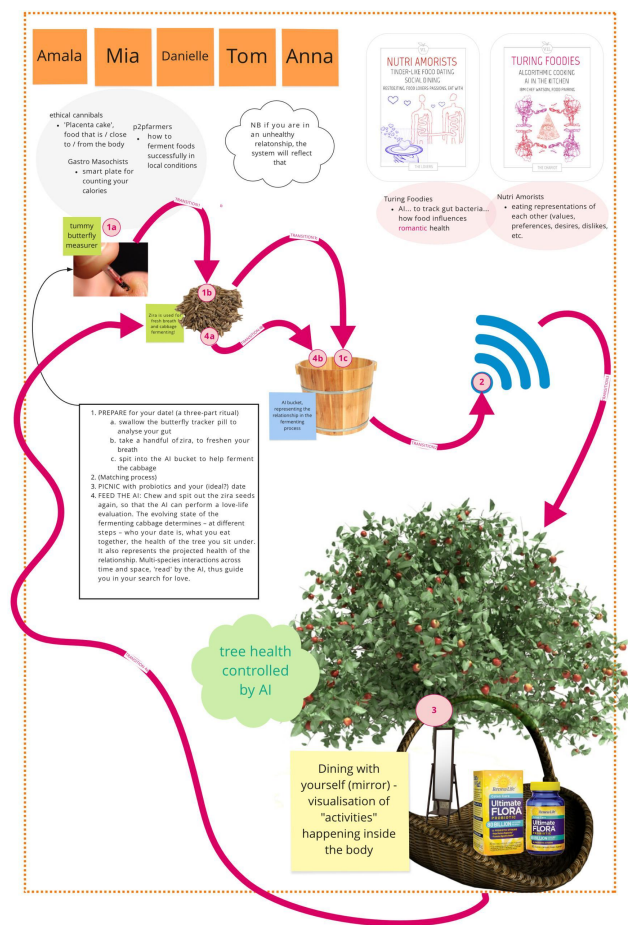 Amala
Mia
Danielle
Tom
Anna
NUTRI AMORISTS
TINDER-LIKE FOOD DATING
SOCIAL DINING
TURING FOODIES
ALGORITHMIC COOKING
AI IN THE KITCHEN
IBM CHEF WATSON, FOOD PAIRING
ethical cannibals
• 'Placenta cake',
food that is / close
to / from the body
p2pfarmers
• how to
ferment foods
successfully in
local conditions
Gastro Masochists
• smart plate for
counting your
calories
NB if you are in
an unhealthy
relatonship, the
system will reflect
that
Turing Foodies
• AI... to track gut bacteria...
how food influences
romantic health
Nutri Amorists
• eating representations of
each other (values,
preferences, desires, dislikes,
etc.
tummy
butterfly
measurer
1a
TRANSITION1
1b
Zira is used for
fresh breath
and cabbage
fermenting!
4a
TRANSITION
4b
1c
AI bucket,
representing the
relationship in the
fermenting
process
2
1. PREPARE for your date! (a three-part ritual)
a. swallow the butterfly tracker pill to
analyse your gut
b. take a handful of zira, to freshen your
breath
c. spit into the AI bucket to help ferment
the cabbage
2. (Matching process)
3. PICNIC with probiotics and your (ideal?) date
4. FEED THE AI: Chew and spit out the zira seeds
again, so that the AI can perform a love-life
evaluation. The evolving state of the
fermenting cabbage determines – at different
steps – who your date is, what you eat
together, the health of the tree you sit under.
It also represents the projected health of the
relationship. Multi-species interactions across
time and space, 'read' by the AI, thus guide
you in your search for love.
tree health
controlled
by AI
3
Dining with
yourself (mirror) -
visualisation of
"activities"
happening inside
the body
Ultimate
FLORA
PROBIOTIC
BILLION
Ultimate
FLORA